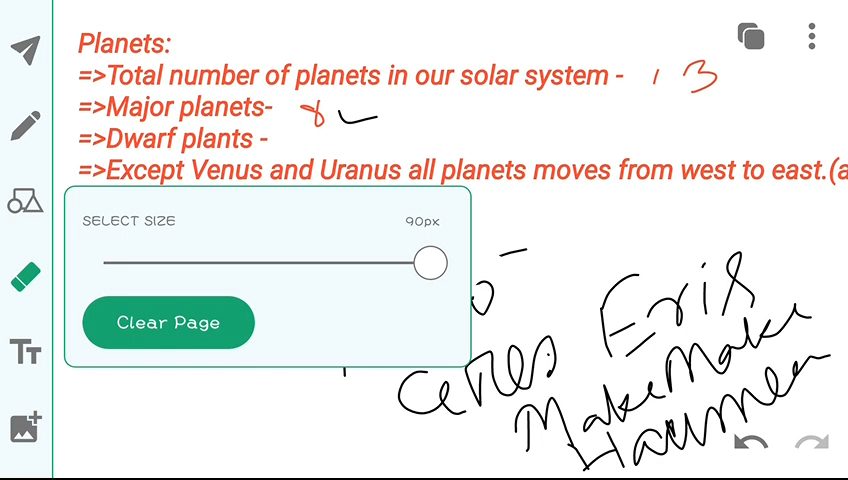 Planets:
=>Total number of planets in our solar system - 13
=>Major planets- 8
=>Dwarf plants -
=>Except Venus and Uranus all planets moves from west to east.(a
SELECT SIZE 90px
Clear Page
Ceres Eris
MakeMake
Haumea
TT